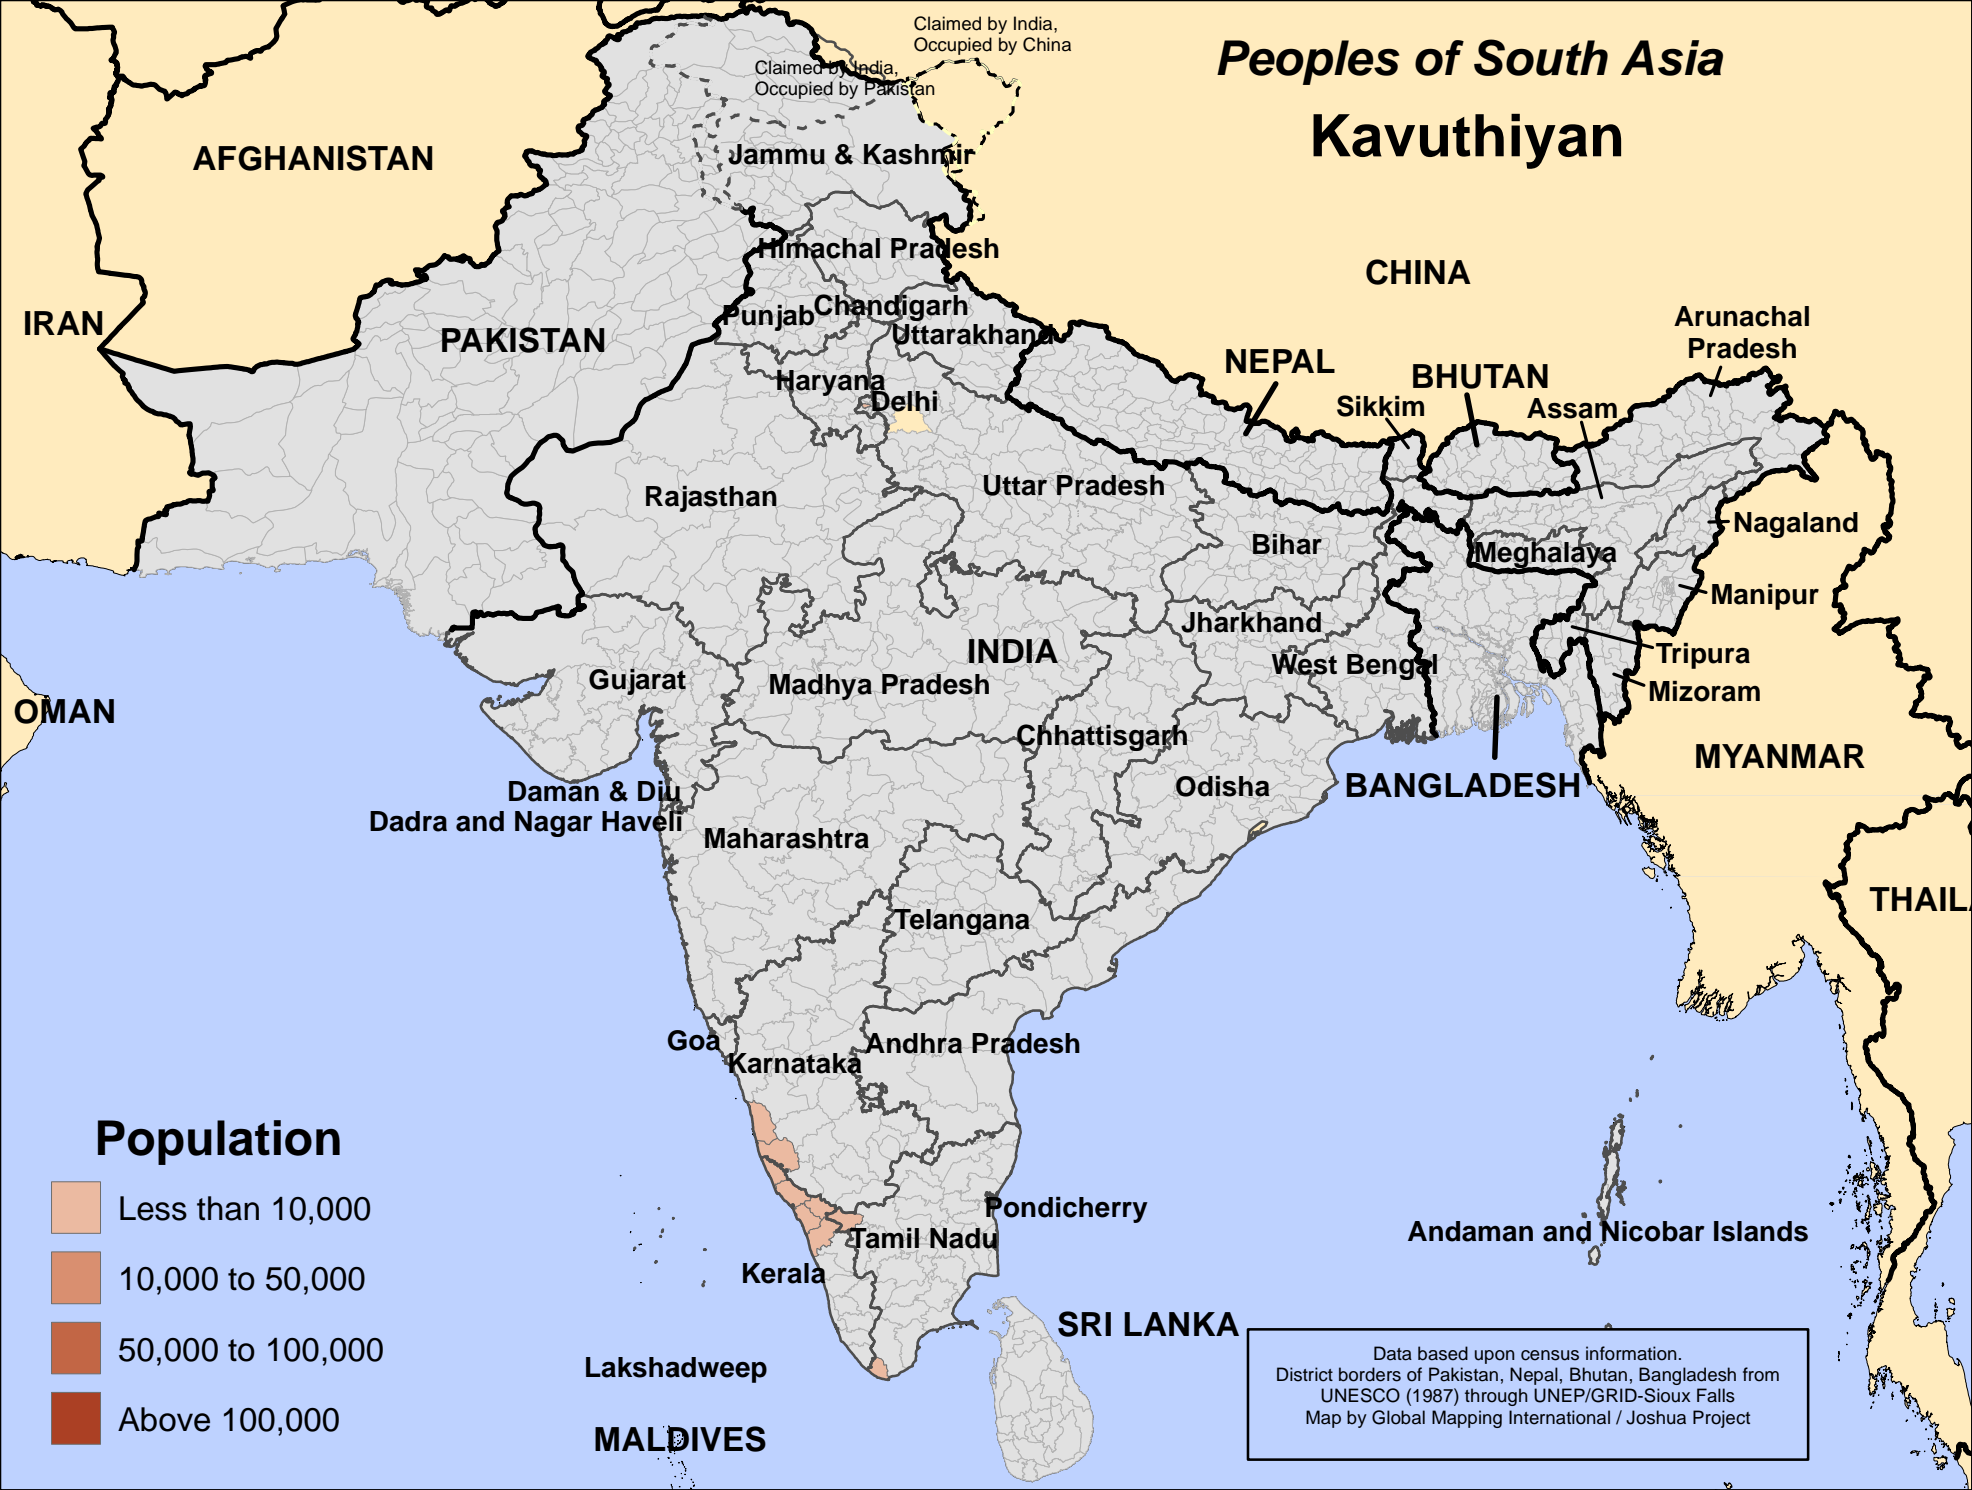 Claimed by India,
Occupied by China
Peoples of South Asia
Kavuthiyan
Claimed by India,
Occupied by Pakistan
AFGHANISTAN
Jammu & Kashmir
Himachal Pradesh
CHINA
IRAN
PAKISTAN
Punjab
Chandigarh
Uttarakhand
Arunachal
Pradesh
NEPAL
BHUTAN
Haryana
Delhi
Sikkim
Assam
Rajasthan
Uttar Pradesh
Bihar
Nagaland
Meghalaya
Manipur
Jharkhand
INDIA
West Bengal
Tripura
Mizoram
Gujarat
Madhya Pradesh
OMAN
Chhattisgarh
MYANMAR
Odisha
BANGLADESH
Daman & Diu
Dadra and Nagar Haveli
Maharashtra
THAILA
Telangana
Goa
Karnataka
Andhra Pradesh
Pondicherry
Tamil Nadu
Andaman and Nicobar Islands
Kerala
SRI LANKA
Lakshadweep
MALDIVES
Population
Less than 10,000
10,000 to 50,000
50,000 to 100,000
Above 100,000
Data based upon census information.
District borders of Pakistan, Nepal, Bhutan, Bangladesh from
UNESCO (1987) through UNEP/GRID-Sioux Falls
Map by Global Mapping International / Joshua Project